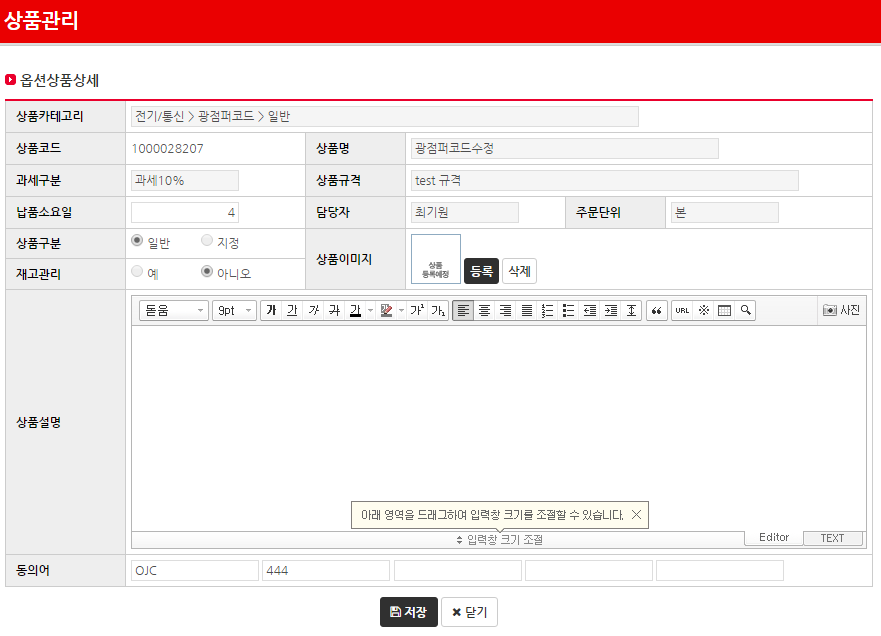 상품관리
옵션상품상세
상품카테고리 전기/통신 > 광점퍼코드 > 일반
상품코드 1000028207 상품명 광점퍼코드수정
과세구분 과세10% 상품규격 test 규격
납품소요일 4 담당자 최기원 주문단위 본
상품구분 일반 지정 상품이미지 상품 등록예정 등록 삭제
재고관리 예 아니오
상품설명
돋움 9pt 가 가 가 가 가 가² 가₁ “ URL ※ 사진
아래 영역을 드래그하여 입력창 크기를 조절할 수 있습니다.
입력창 크기 조절 Editor TEXT
동의어 OJC 444
저장 닫기